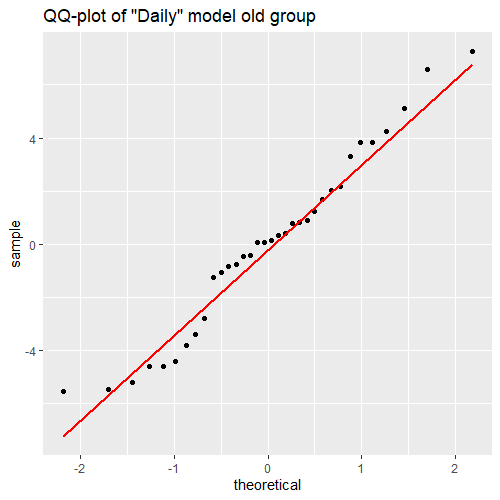 QQ-plot of "Daily" model old group
sample
4
0
-4
-2
-1
0
1
2
theoretical